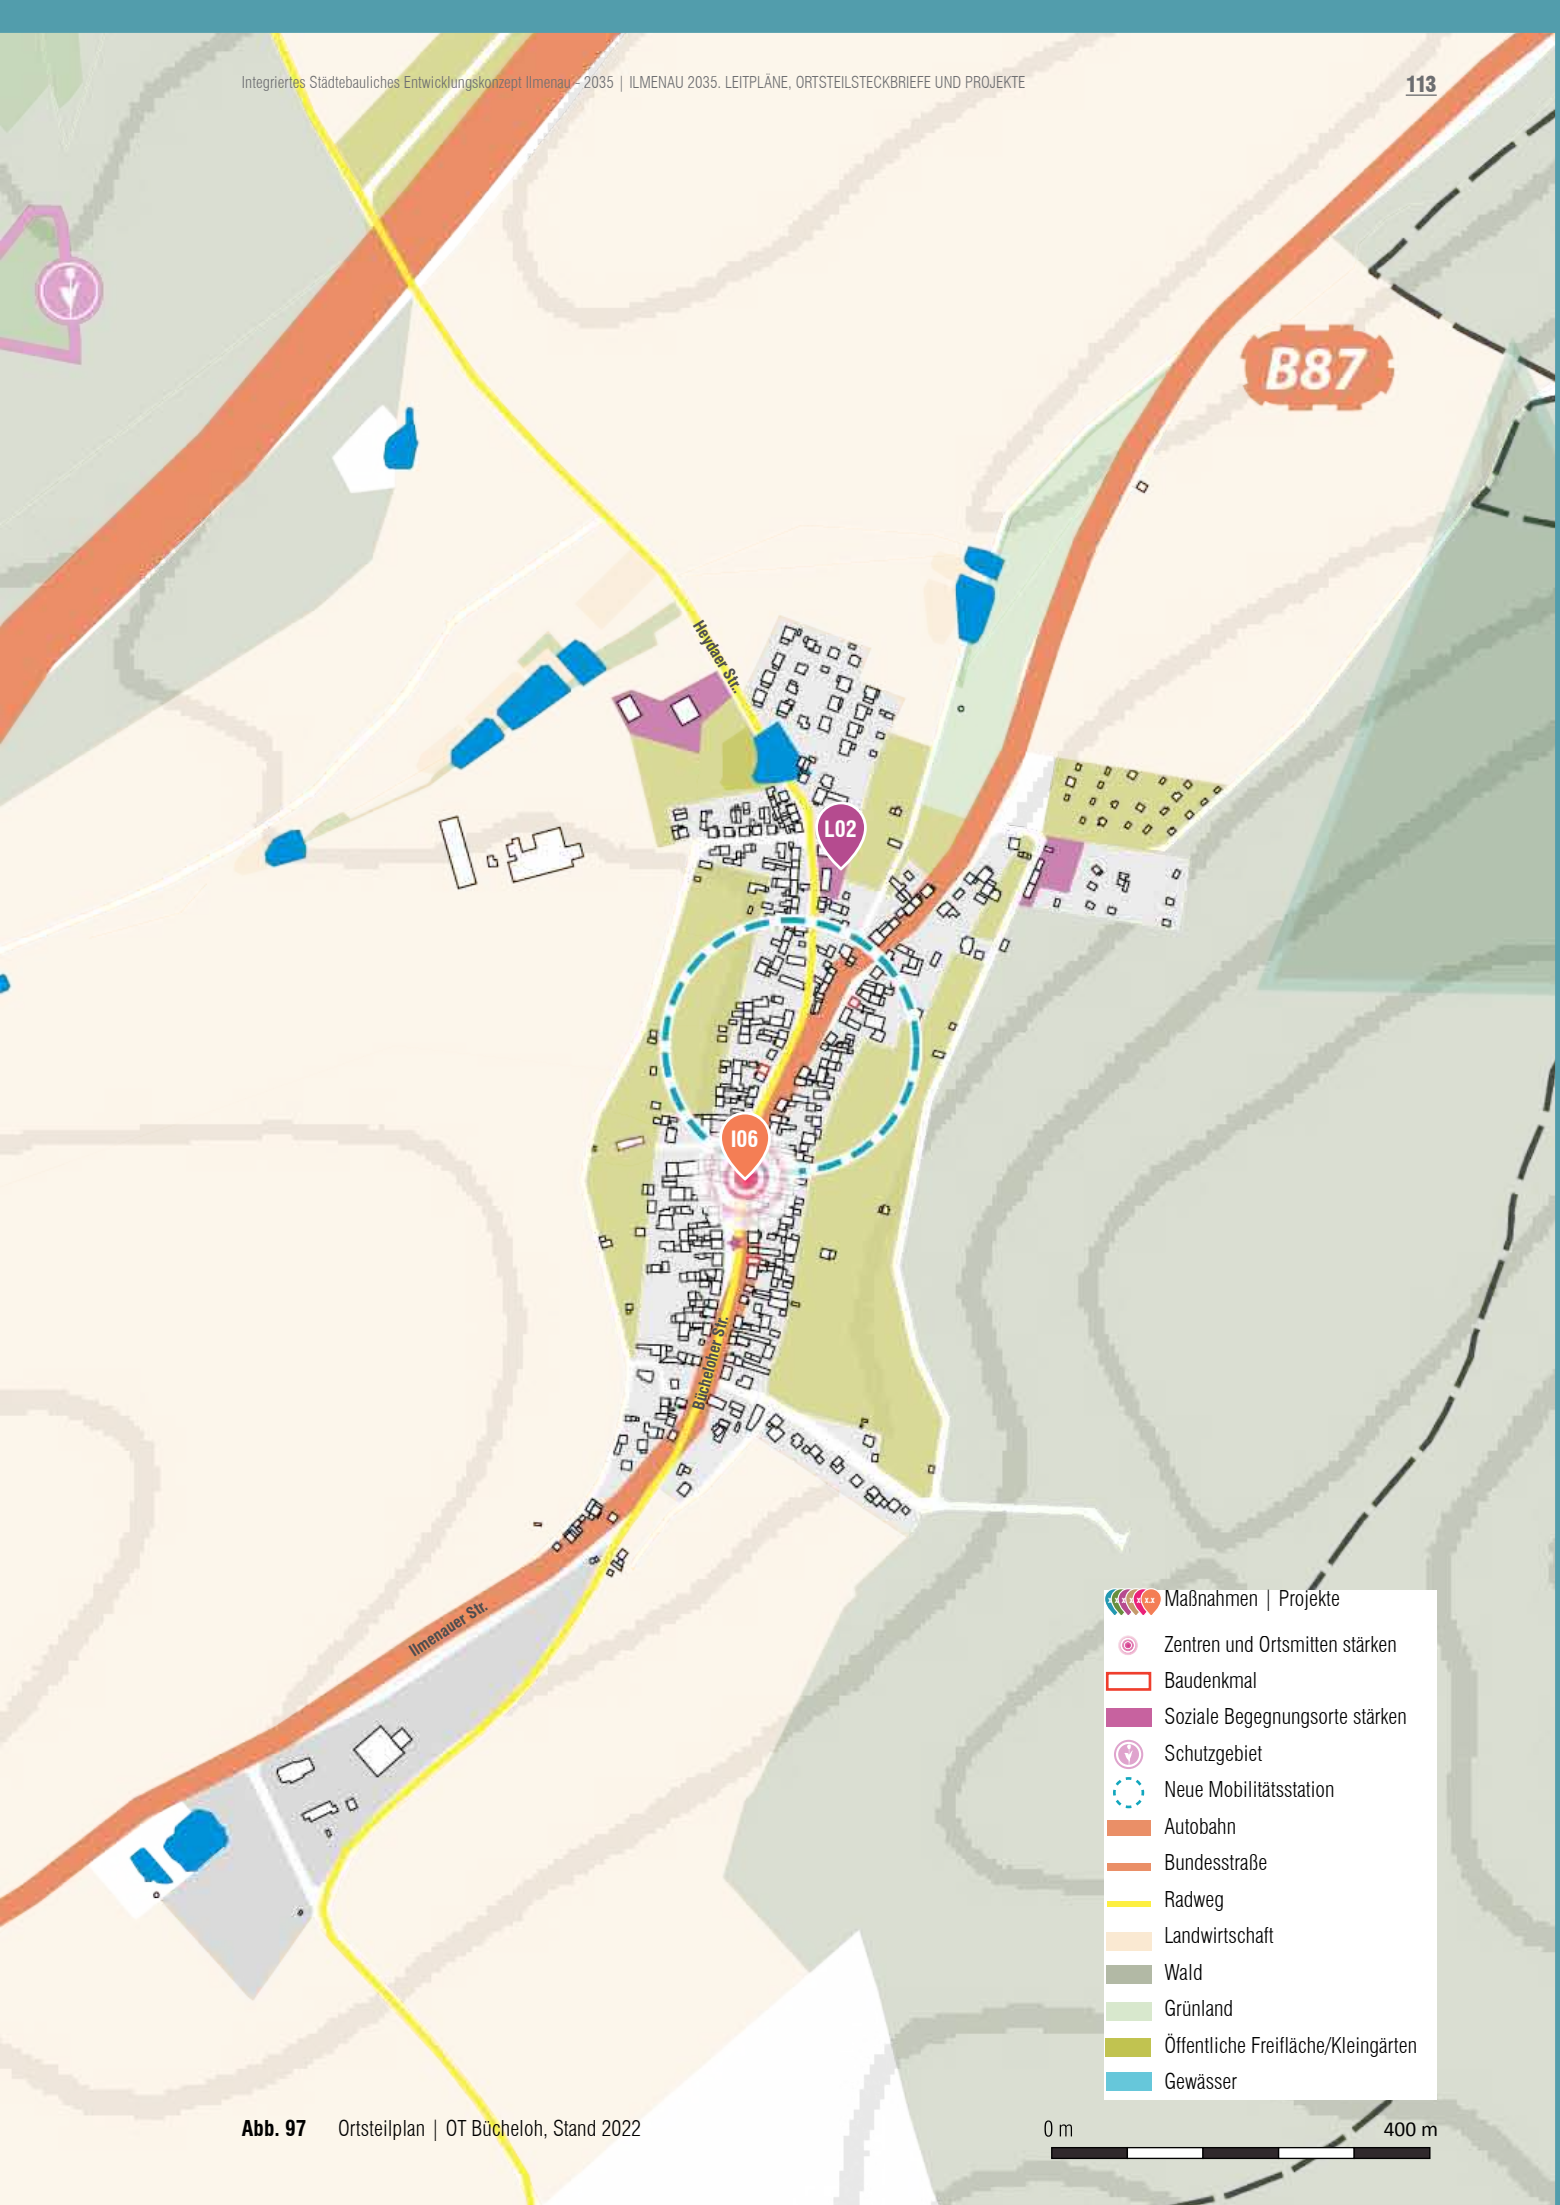 Integriertes Städtebauliches Entwicklungskonzept Ilmenau – 2035 | ILMENAU 2035. LEITPLÄNE, ORTSTEILSTECKBRIEFE UND PROJEKTE
113
B87
Heydaer Str.
L02
I06
Bücheloher Str.
Ilmenauer Str.
Maßnahmen | Projekte
Zentren und Ortsmitten stärken
Baudenkmal
Soziale Begegnungsorte stärken
Schutzgebiet
Neue Mobilitätsstation
Autobahn
Bundesstraße
Radweg
Landwirtschaft
Wald
Grünland
Öffentliche Freifläche/Kleingärten
Gewässer
Abb. 97 Ortsteilplan | OT Bücheloh, Stand 2022
0 m 400 m